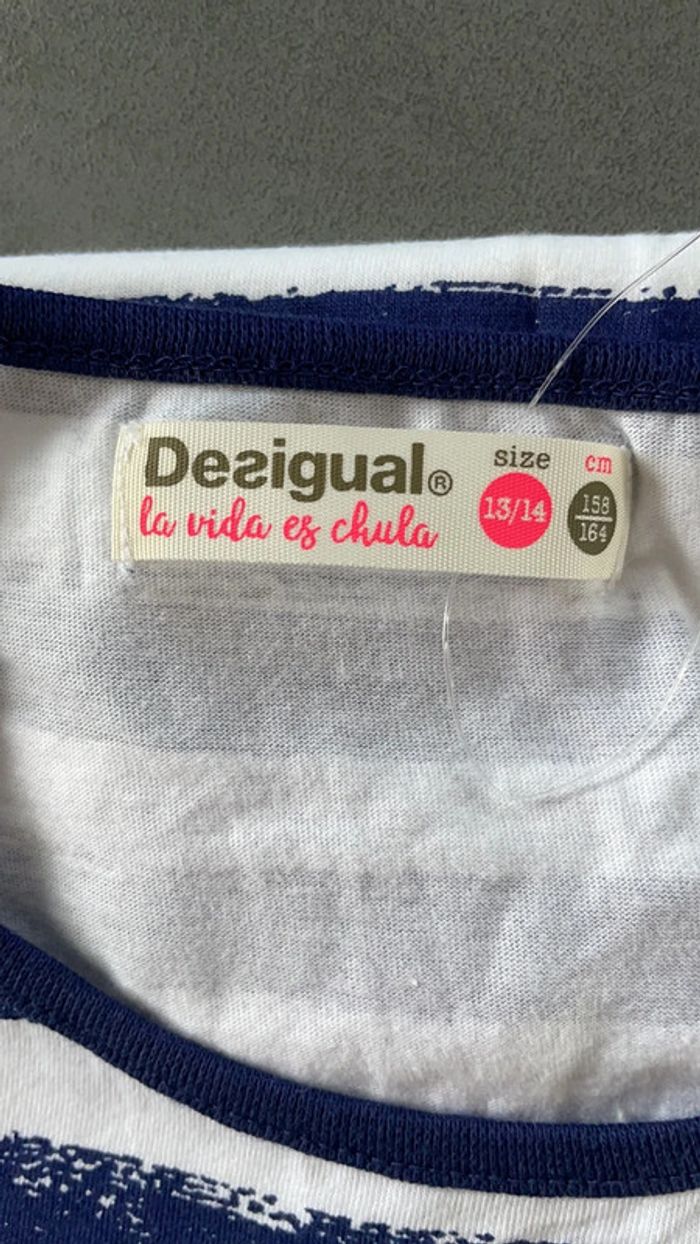 Desigual®
la vida es chula
size
13/14
cm
158
164